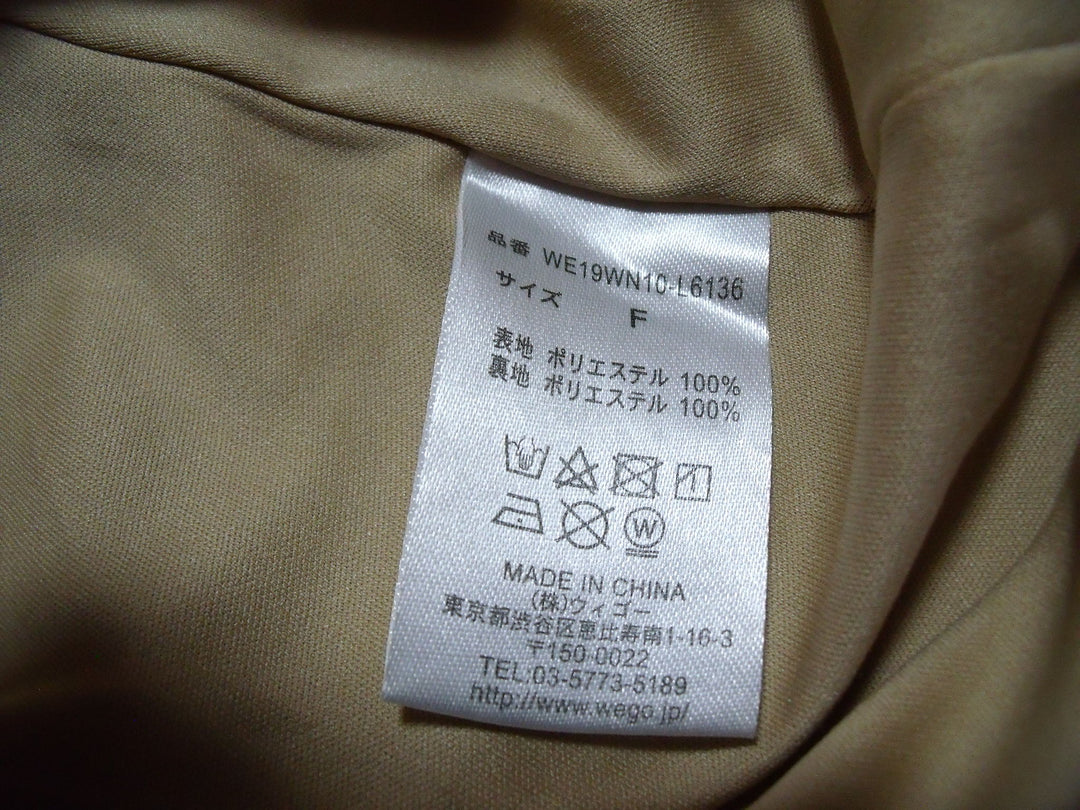 品番 WE19WN10-L6136
サイズ F
表地 ポリエステル 100%
裏地 ポリエステル 100%
W
MADE IN CHINA
(株)ウィゴー
東京都渋谷区恵比寿南1-16-3
〒150-0022
TEL:03-5773-5189
http://www.wego.jp/